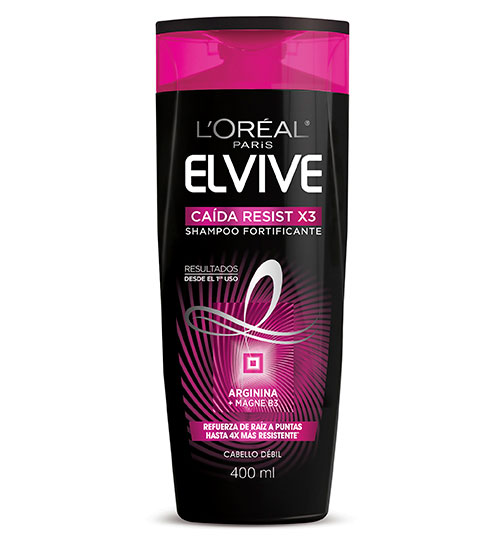 L'ORÉAL
PARIS
ELVIVE
CAÍDA RESIST X3
SHAMPOO FORTIFICANTE
RESULTADOS
DESDE EL 1ER USO
ARGININA
+ MAGNE B3
REFUERZA DE RAÍZ A PUNTAS
HASTA 4X MÁS RESISTENTE*
CABELLO DÉBIL
400 ml